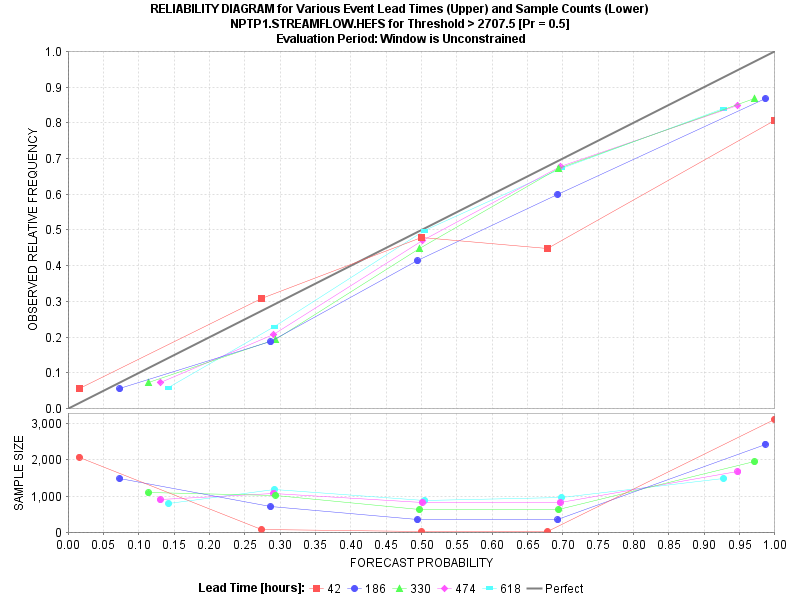 RELIABILITY DIAGRAM for Various Event Lead Times (Upper) and Sample Counts (Lower)
NPTP1.STREAMFLOW.HEFS for Threshold > 2707.5 [Pr = 0.5]
Evaluation Period: Window is Unconstrained
OBSERVED RELATIVE FREQUENCY
1.0
0.9
0.8
0.7
0.6
0.5
0.4
0.3
0.2
0.1
0.0
SAMPLE SIZE
3,000
2,000
1,000
0
0.00 0.05 0.10 0.15 0.20 0.25 0.30 0.35 0.40 0.45 0.50 0.55 0.60 0.65 0.70 0.75 0.80 0.85 0.90 0.95 1.00
FORECAST PROBABILITY
Lead Time [hours]: 42 186 330 474 618 Perfect